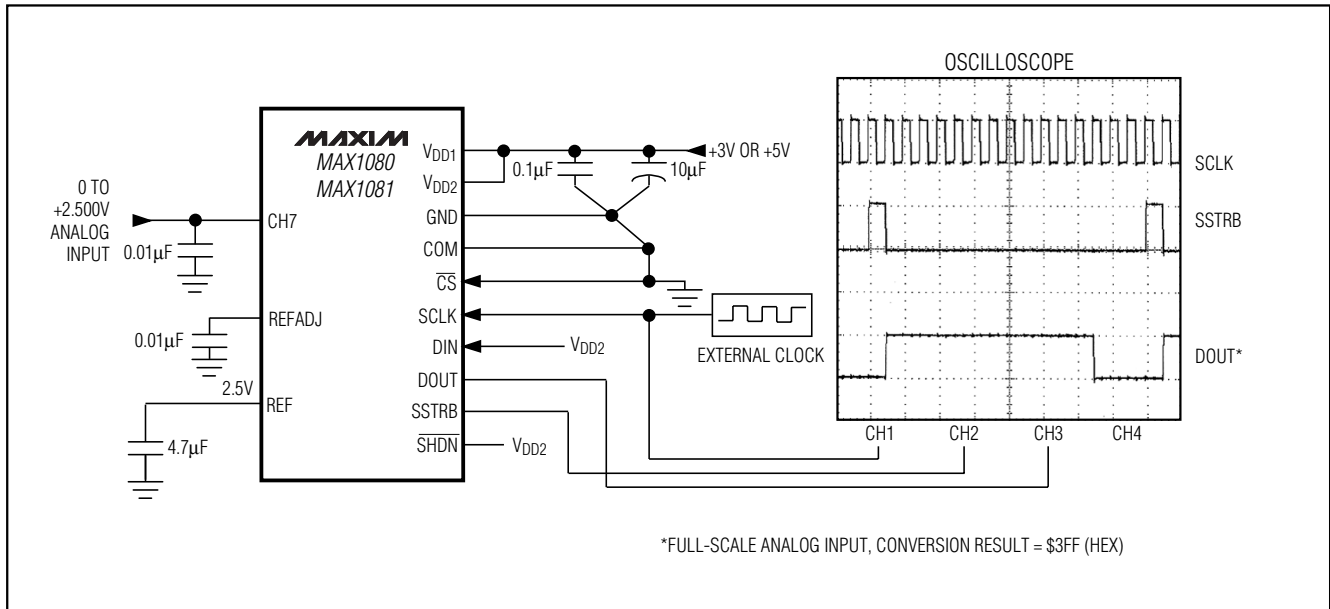 OSCILLOSCOPE
MAXIM
MAX1080
MAX1081
0 TO
+2.500V
ANALOG
INPUT
0.01µF
CH7
VDD1
VDD2
GND
COM
CS
SCLK
DIN
DOUT
SSTRB
SHDN
REFADJ
0.01µF
2.5V
REF
4.7µF
0.1µF
10µF
+3V OR +5V
EXTERNAL CLOCK
VDD2
VDD2
SCLK
SSTRB
DOUT*
CH1
CH2
CH3
CH4
*FULL-SCALE ANALOG INPUT, CONVERSION RESULT = $3FF (HEX)